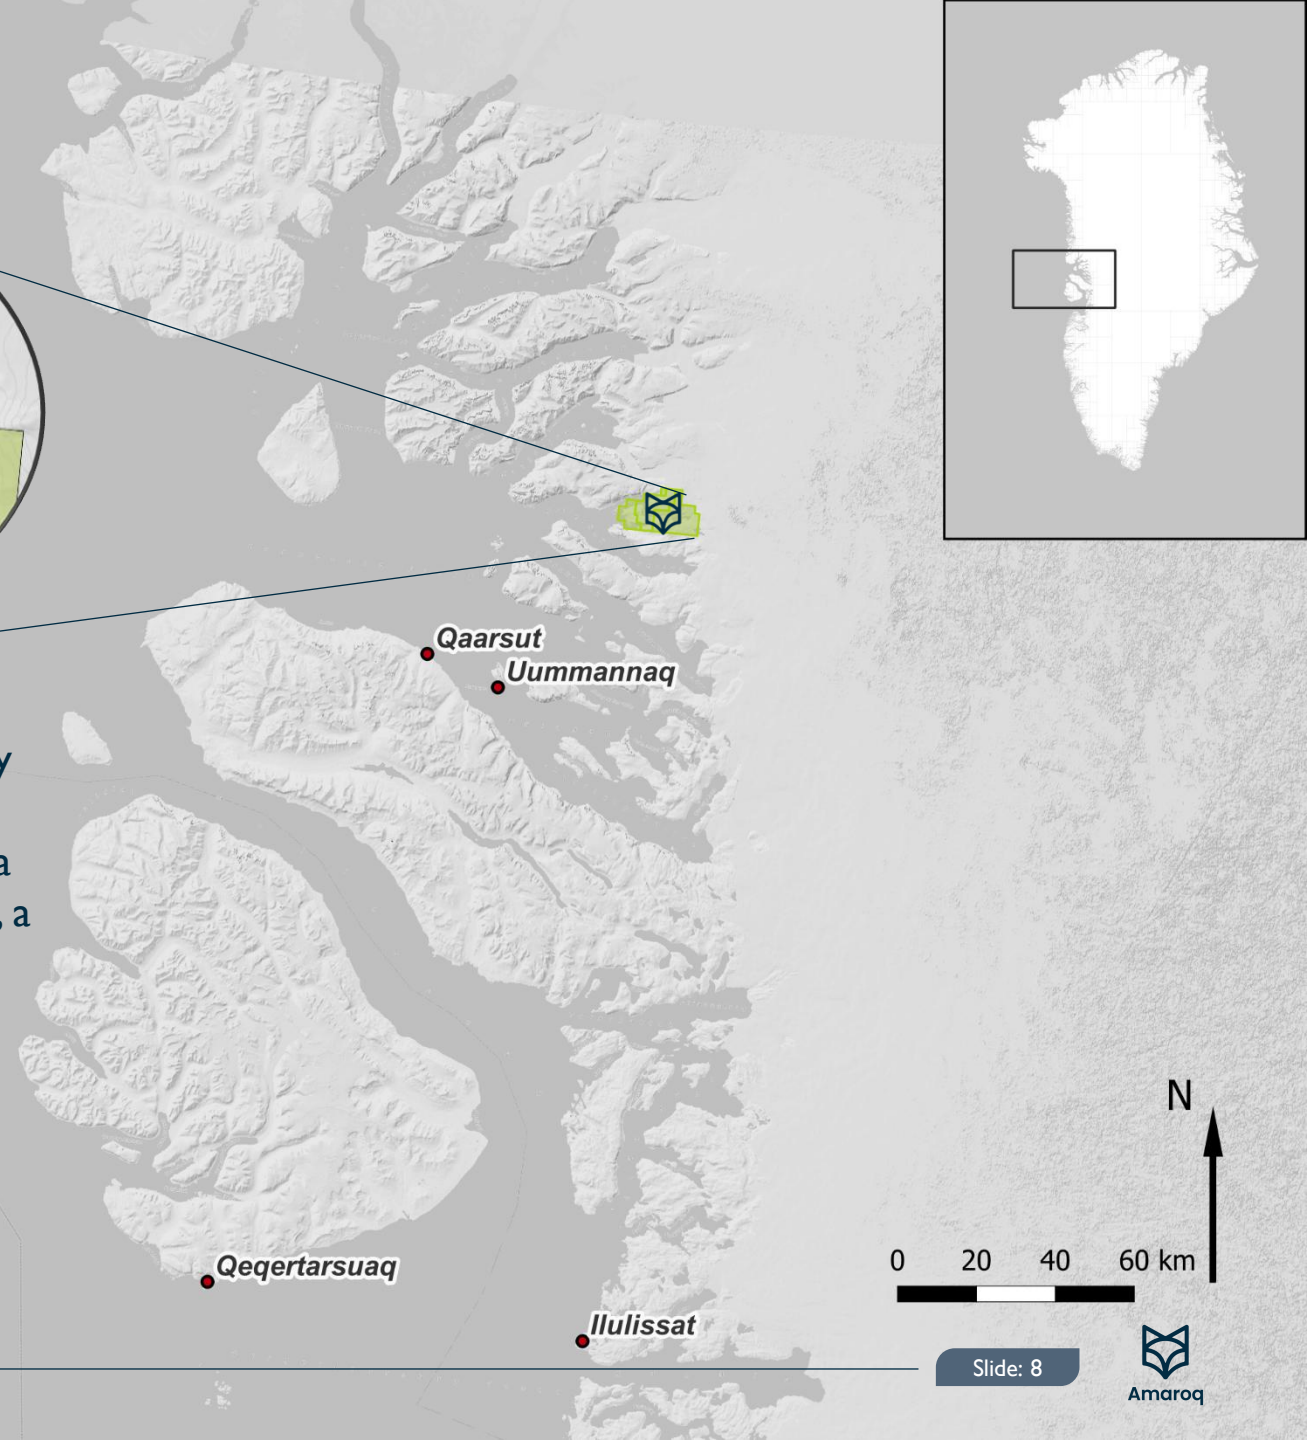 Qaarsut
Uummannaq
y
a
, a
N
0 20 40 60 km
Qeqertarsuaq
Ilulissat
Slide: 8
Amaroq